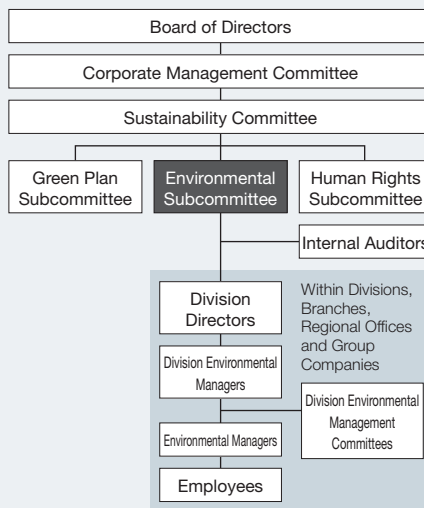 Board of Directors
Corporate Management Committee
Sustainability Committee
Green Plan
Subcommittee
Environmental
Subcommittee
Human Rights
Subcommittee
Internal Auditors
Within Divisions,
Branches,
Regional Offices
and Group
Companies
Division
Directors
Division Environmental
Managers
Division Environmental
Management
Committees
Environmental Managers
Employees